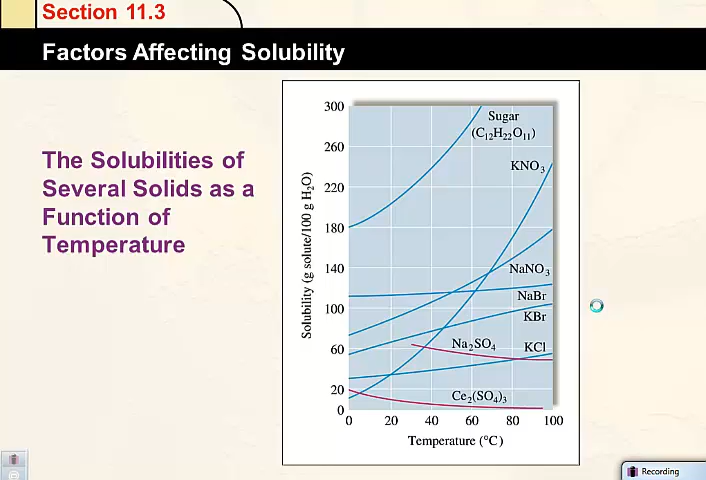 Section 11.3
Factors Affecting Solubility
The Solubilities of
Several Solids as a
Function of
Temperature
Solubility (g solute/100 g H₂O)
300
260
220
180
140
100
60
20
0
Sugar
(C₁₂H₂₂O₁₁)
KNO₃
NaNO₃
NaBr
KBr
Na₂SO₄
KCl
Ce₂(SO₄)₃
0 20 40 60 80 100
Temperature (°C)
Recording